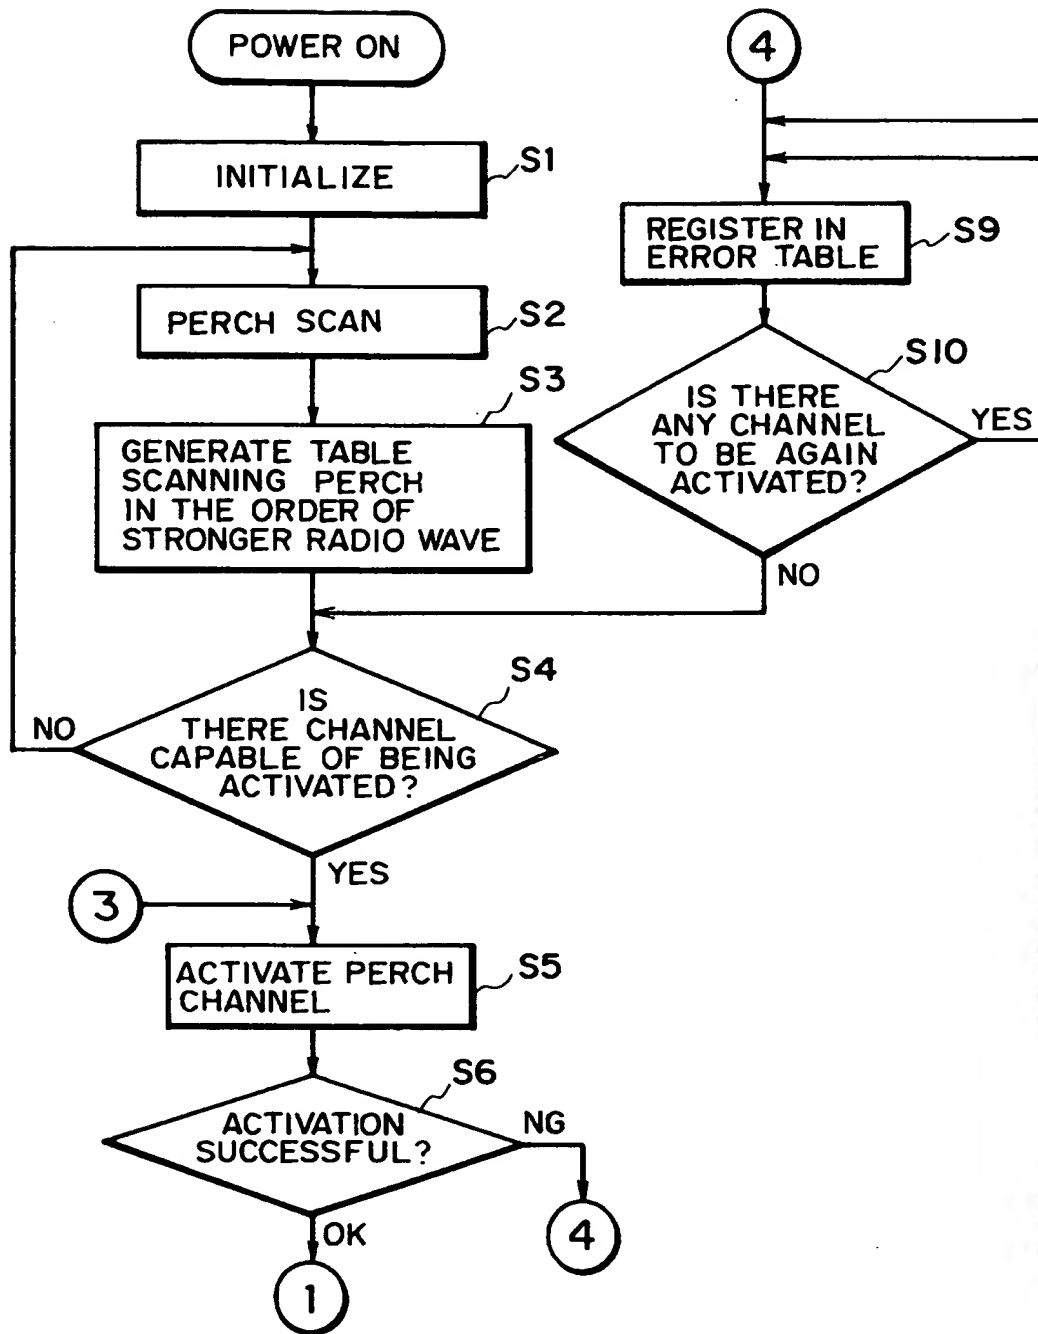 POWER ON
INITIALIZE
S1
PERCH SCAN
S2
S3
GENERATE TABLE
SCANNING PERCH
IN THE ORDER OF
STRONGER RADIO WAVE
S4
IS
THERE CHANNEL
CAPABLE OF BEING
ACTIVATED?
NO
YES
3
ACTIVATE PERCH
CHANNEL
S5
S6
ACTIVATION
SUCCESSFUL?
NG
4
OK
1
4
REGISTER IN
ERROR TABLE
S9
S10
IS THERE
ANY CHANNEL
TO BE AGAIN
ACTIVATED?
YES
NO